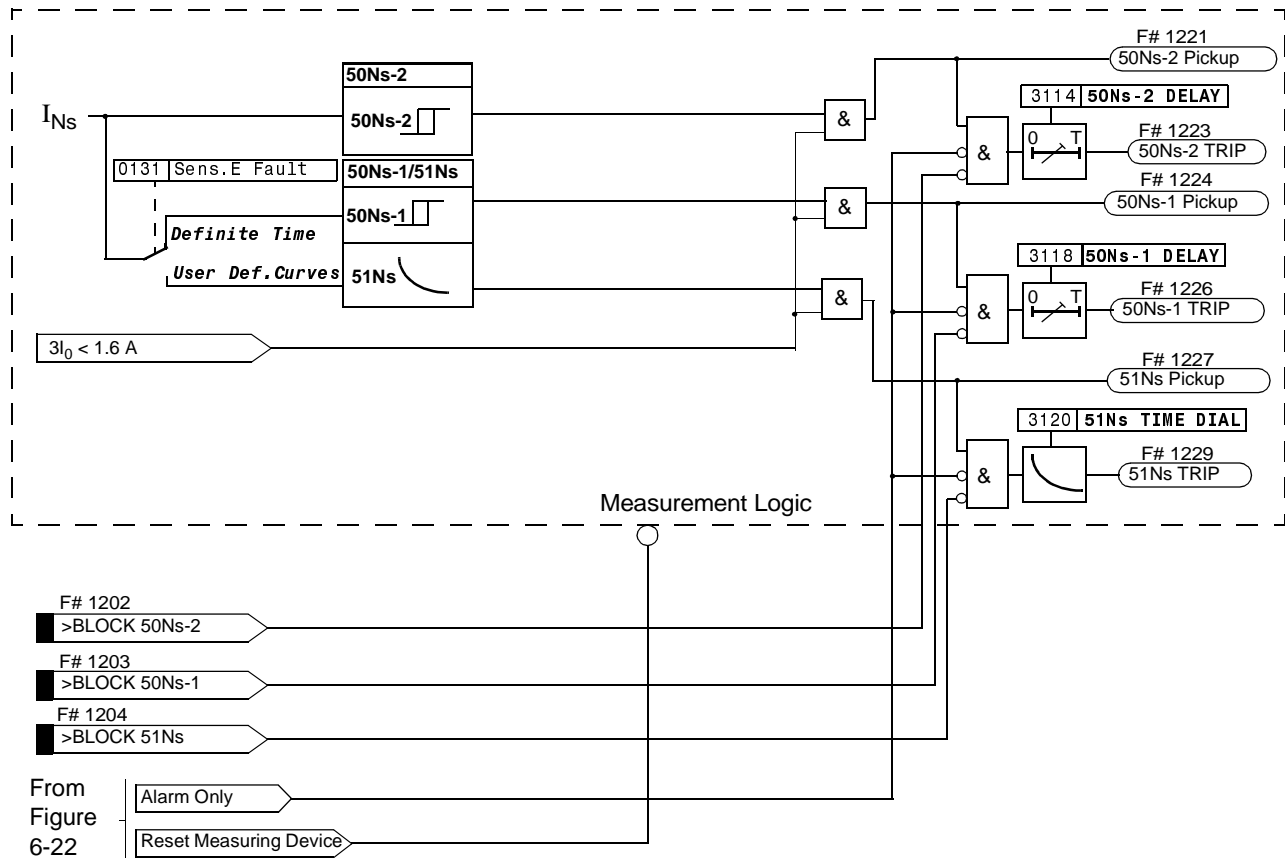 F# 1221
50Ns-2 Pickup
50Ns-2
3114 50Ns-2 DELAY
INs
50Ns-2
&
0 T
F# 1223
&
50Ns-2 TRIP
0131 Sens.E Fault
50Ns-1/51Ns
F# 1224
50Ns-1
&
50Ns-1 Pickup
Definite Time
3118 50Ns-1 DELAY
User Def.Curves
51Ns
&
0 T
F# 1226
&
50Ns-1 TRIP
3I0 < 1.6 A
F# 1227
51Ns Pickup
3120 51Ns TIME DIAL
F# 1229
&
51Ns TRIP
Measurement Logic
F# 1202
>BLOCK 50Ns-2
F# 1203
>BLOCK 50Ns-1
F# 1204
>BLOCK 51Ns
From
Figure
6-22
Alarm Only
Reset Measuring Device